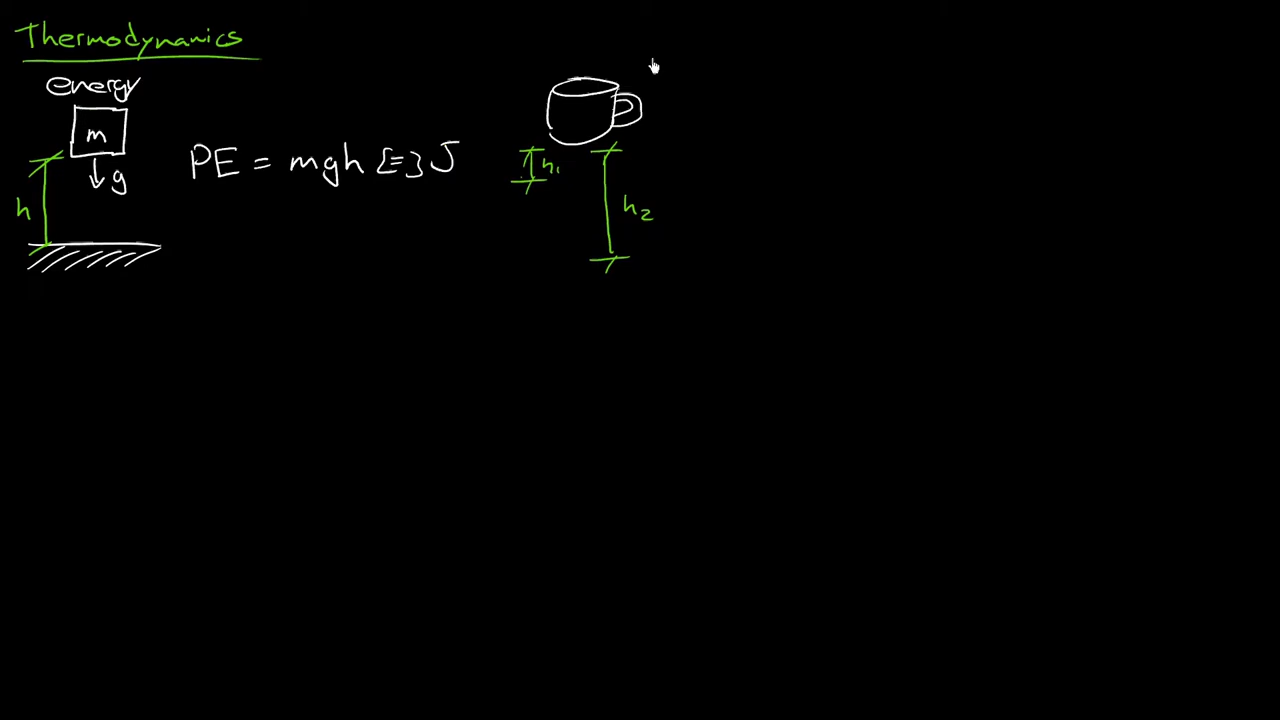 Thermodynamics
energy
m
g
h
PE = mgh [=] J
h₁
h₂